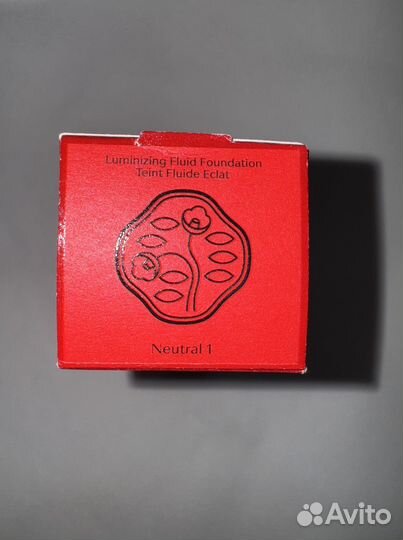 Luminizing Fluid Foundation
Teint Fluide Eclat
Neutral 1
Avito